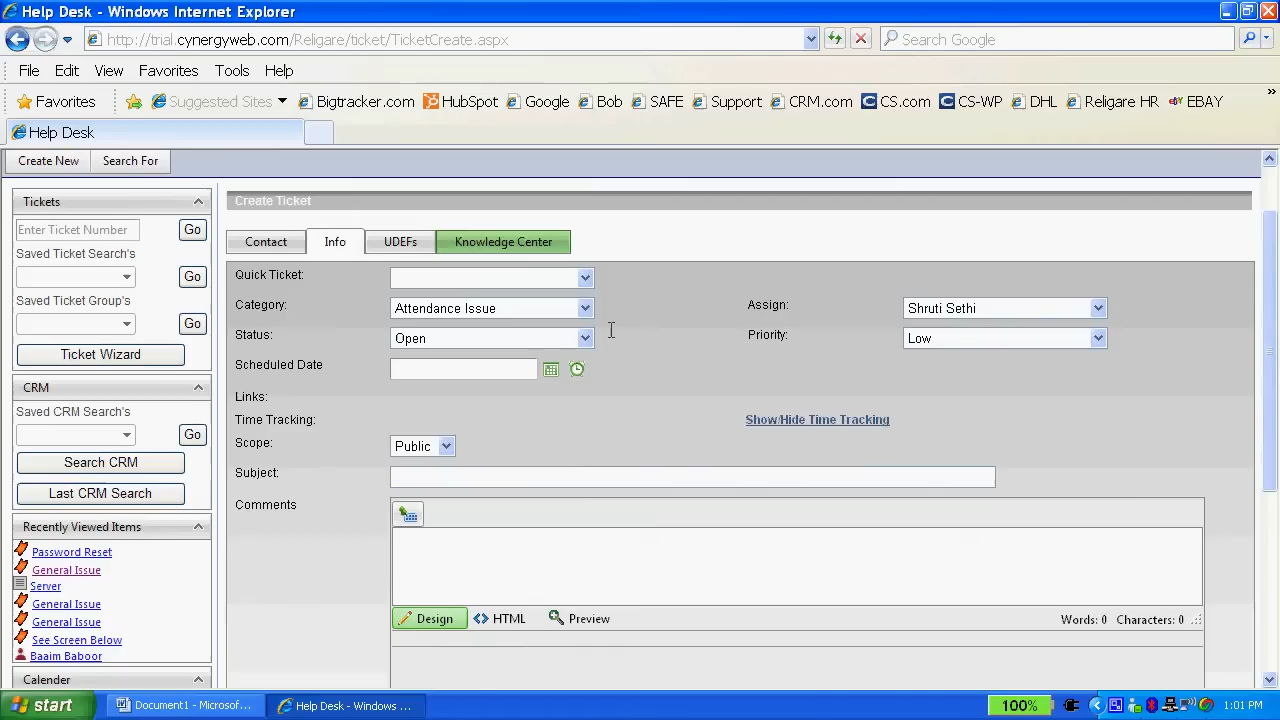 Help Desk - Windows Internet Explorer
http://trial.cynergyweb.com/Religare/ticket/TicketCreate.aspx
Search Google
File Edit View Favorites Tools Help
Favorites Suggested Sites Bigtracker.com HubSpot Google Bob SAFE Support CRM.com CS.com CS-WP DHL Religare HR EBAY »
Help Desk
Create New Search For
Tickets
Enter Ticket Number Go
Saved Ticket Search's
Go
Saved Ticket Group's
Go
Ticket Wizard
CRM
Saved CRM Search's
Go
Search CRM
Last CRM Search
Recently Viewed Items
Password Reset
General Issue
Server
General Issue
General Issue
See Screen Below
Baaim Baboor
Calender
Create Ticket
Contact Info UDEFs Knowledge Center
Quick Ticket:
Category: Attendance Issue Assign: Shruti Sethi
Status: Open Priority: Low
Scheduled Date
Links:
Time Tracking: Show/Hide Time Tracking
Scope: Public
Subject:
Comments
Design HTML Preview Words: 0 Characters: 0
start Document1 - Microsof... Help Desk - Windows ... 100% 1:01 PM